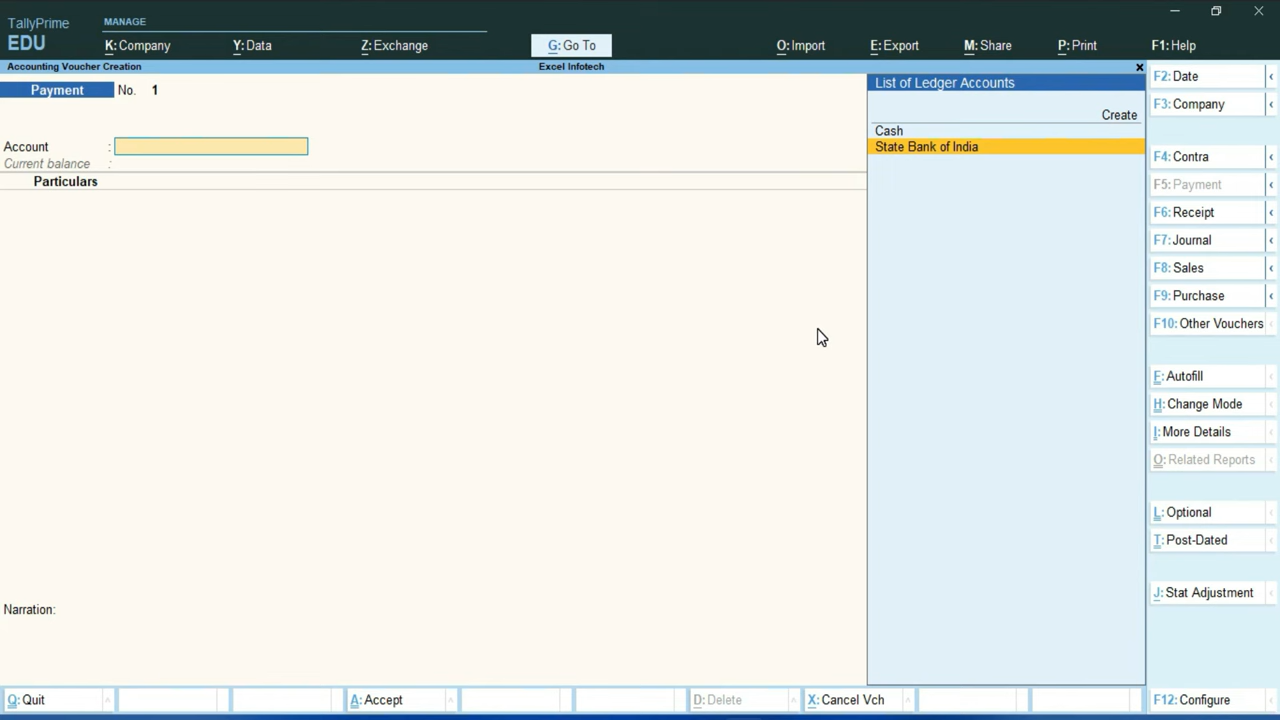 TallyPrime
EDU
MANAGE
K: Company
Y: Data
Z: Exchange
G: Go To
O: Import
E: Export
M: Share
P: Print
F1: Help
Accounting Voucher Creation
Excel Infotech
Payment
No. 1
Account :
Current balance :
Particulars
Narration:
List of Ledger Accounts
Create
Cash
State Bank of India
F2: Date
F3: Company
F4: Contra
F5: Payment
F6: Receipt
F7: Journal
F8: Sales
F9: Purchase
F10: Other Vouchers
F: Autofill
H: Change Mode
I: More Details
O: Related Reports
L: Optional
T: Post-Dated
J: Stat Adjustment
Q: Quit
A: Accept
D: Delete
X: Cancel Vch
F12: Configure